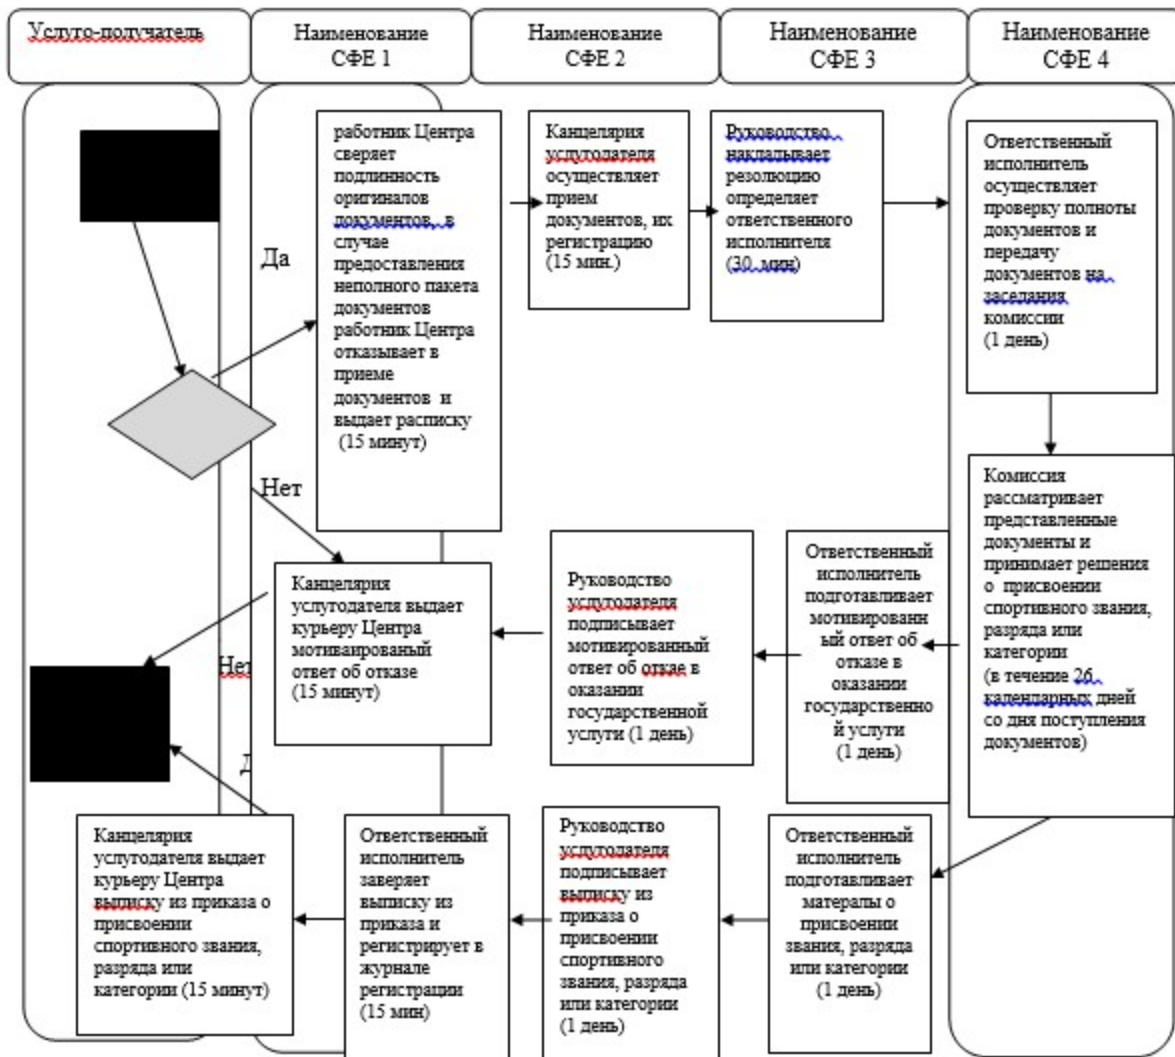 Услуго-получатель
Наименование
СФЕ 1
Наименование
СФЕ 2
Наименование
СФЕ 3
Наименование
СФЕ 4
работник Центра
сверяет
подлинность
оригиналов
документов, в
случае
предоставления
неполного пакета
документов
работник Центра
отказывает в
приеме
документов и
выдает расписку
(15 минут)
Канцелярия
услугодателя
осуществляет
прием
документов, их
регистрацию
(15 мин.)
Руководство
накладывает
резолюцию
определяет
ответственного
исполнителя
(30 мин)
Ответственный
исполнитель
осуществляет
проверку полноты
документов и
передачу
документов на
заседания
комиссии
(1 день)
Да
Нет
Комиссия
рассматривает
представленные
документы и
принимает решения
о присвоении
спортивного звания,
разряда или
категории
(в течение 26
календарных дней
со дня поступления
документов)
Ответственный
исполнитель
подготавливает
мотивированн
ый ответ об
отказе в
оказании
государственно
й услуги
(1 день)
Руководство
услугодателя
подписывает
мотивированный
ответ об откае в
оказании
государственной
услуги (1 день)
Канцелярия
услугодателя выдает
курьеру Центра
мотиваированый
ответ об отказе
(15 минут)
Нет
Канцелярия
услугодателя выдает
курьеру Центра
выписку из приказа о
присвоении
спортивного звания,
разряда или
категории (15 минут)
Ответственный
исполнитель
заверяет
выписку из
приказа и
регистрирует в
журнале
регистрации
(15 мин)
Руководство
услугодателя
подписывает
выписку из
приказа о
присвоении
спортивного
звания, разряда
или категории
(1 день)
Ответственный
исполнитель
подготавливает
матералы о
присвоении
звания, разряда
или категории
(1 день)